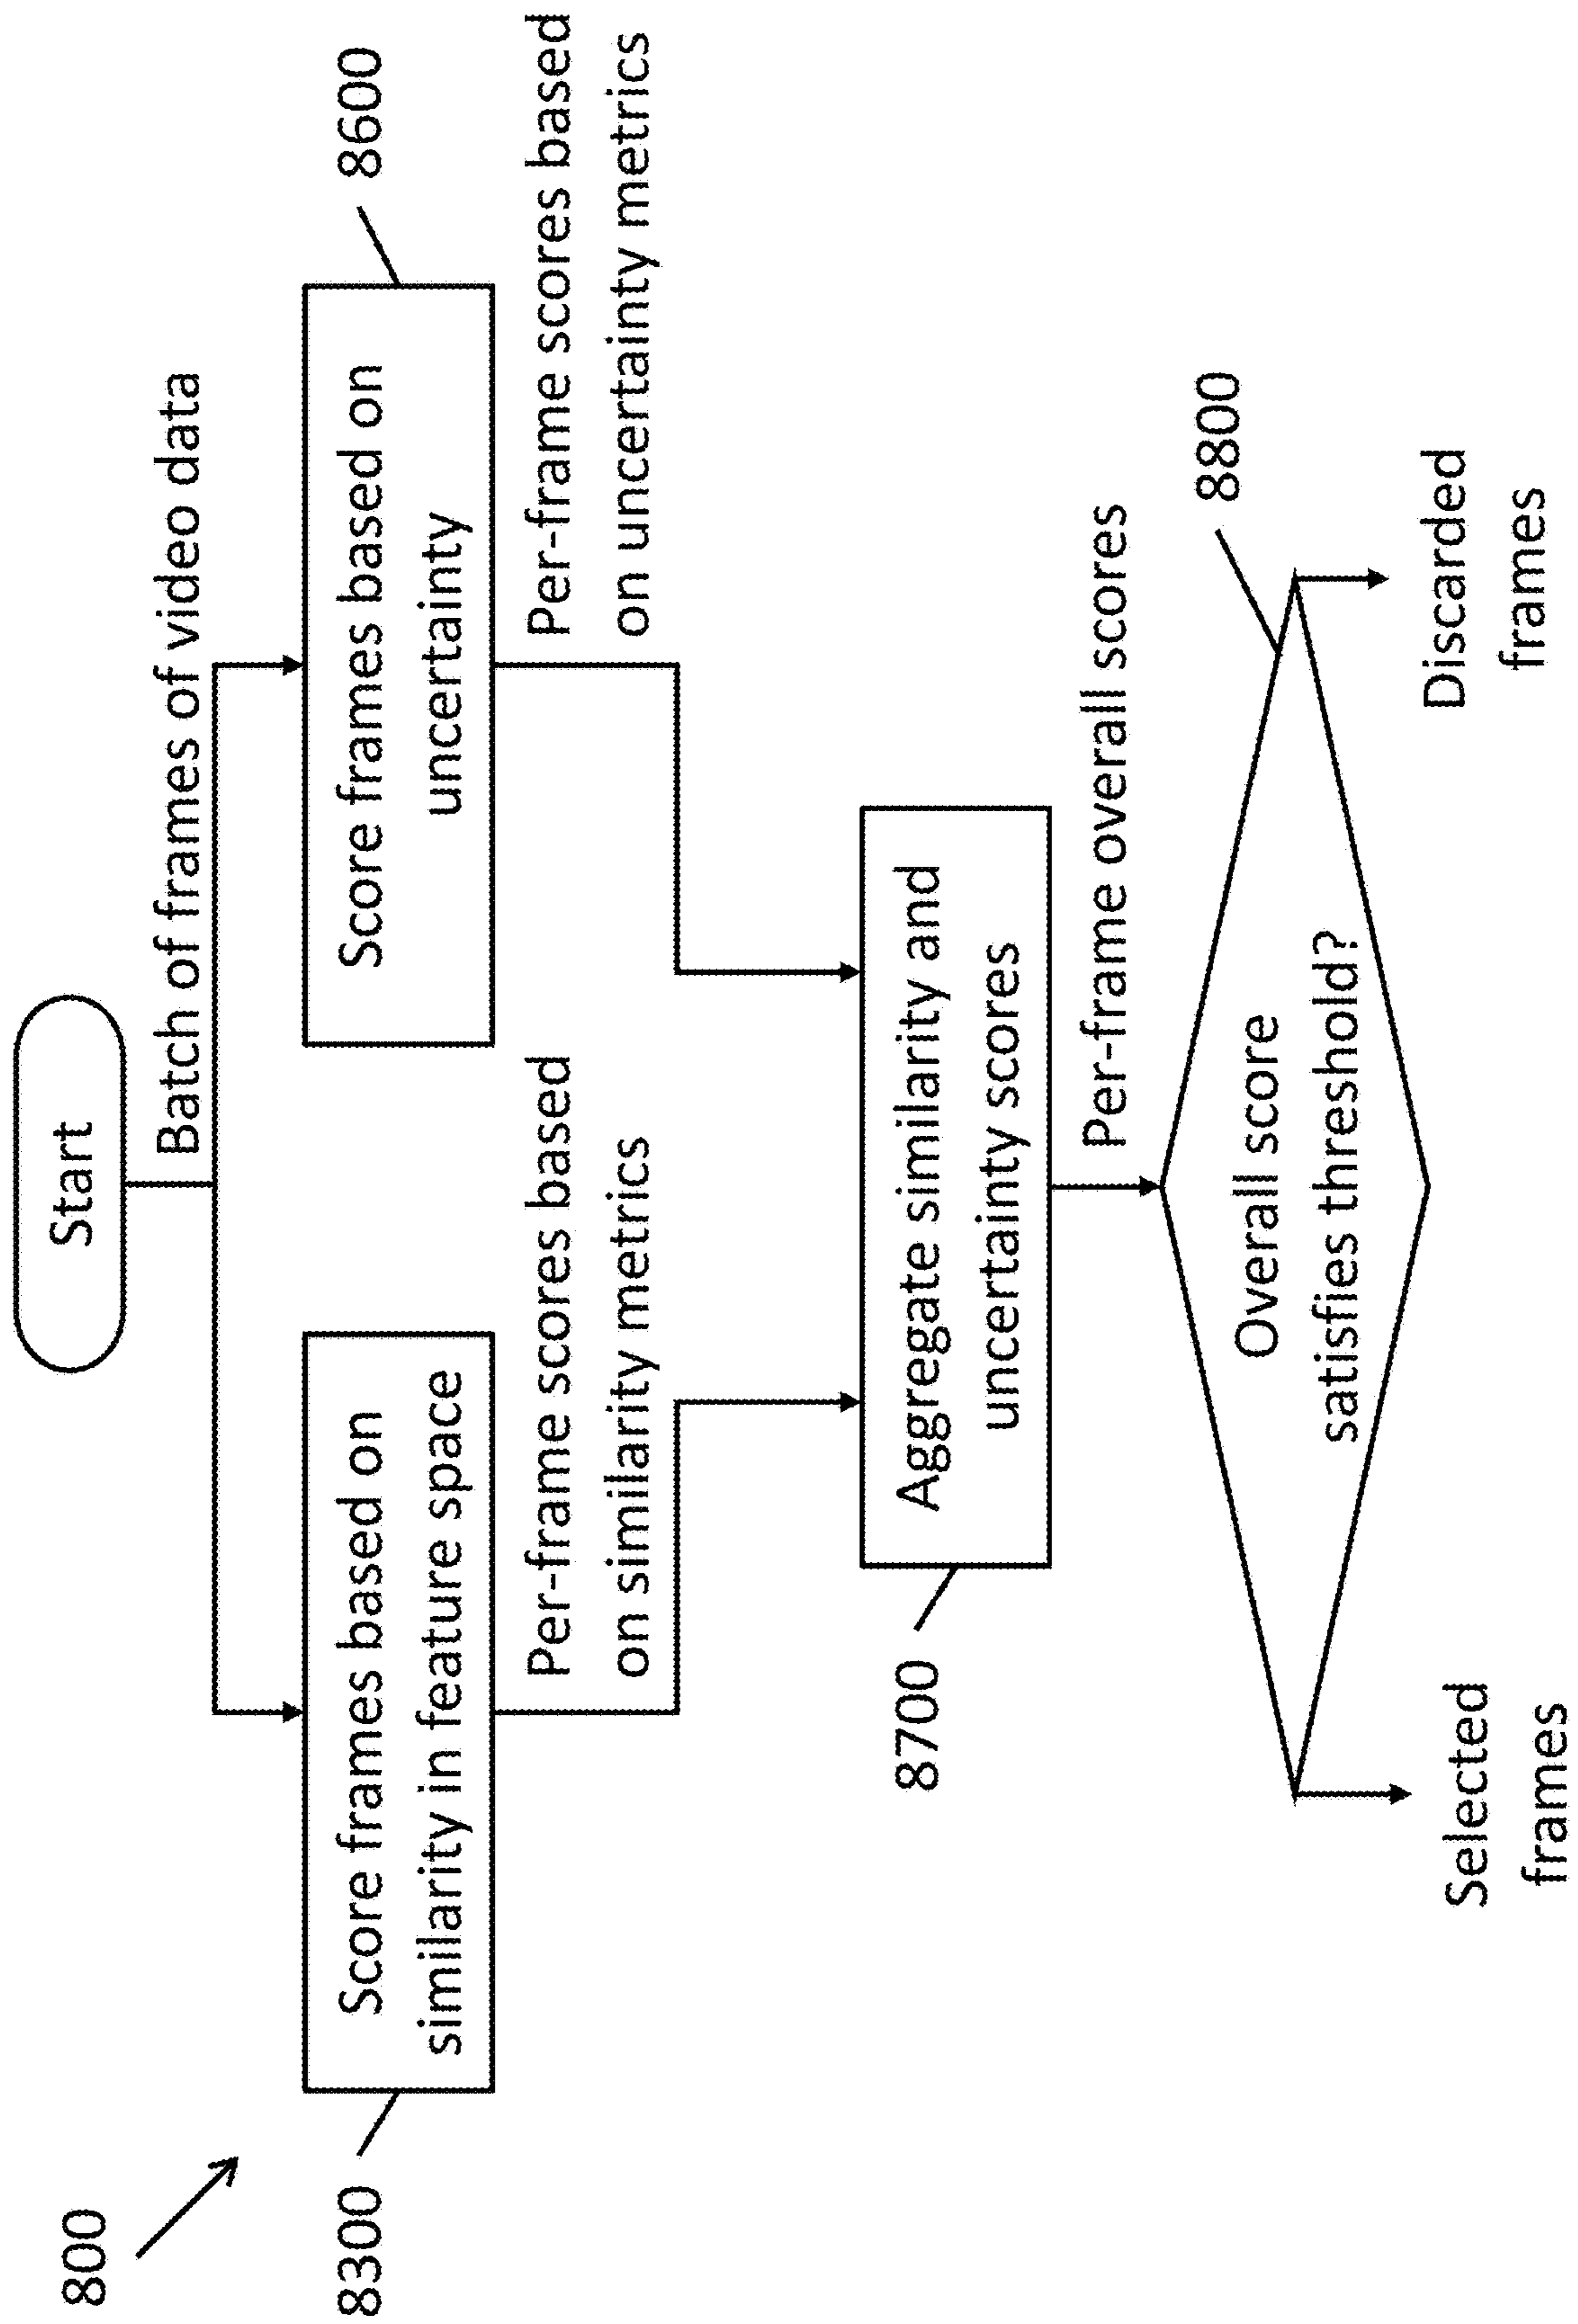 800
Start
Batch of frames of video data
8300
Score frames based on
similarity in feature space
Score frames based on
uncertainty
8600
Per-frame scores based
on similarity metrics
Per-frame scores based
on uncertainty metrics
8700
Aggregate similarity and
uncertainty scores
Per-frame overall scores
8800
Overall score
satisfies threshold?
Selected
frames
Discarded
frames